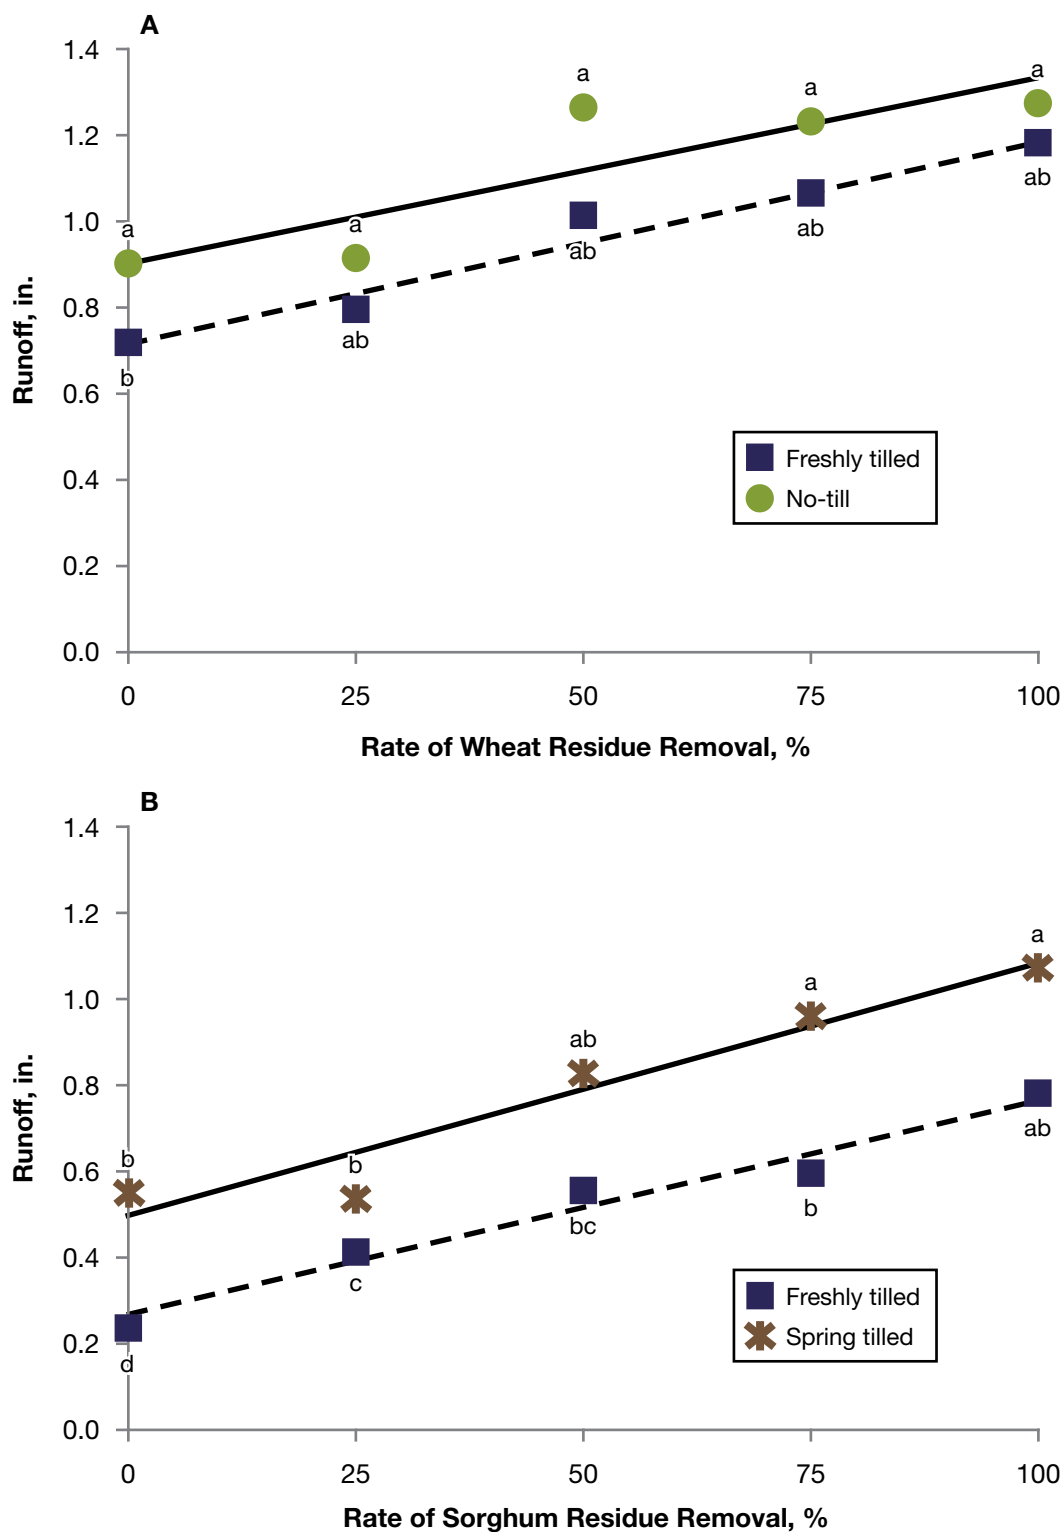 A
1.4
a
a
a
1.2
ab
a
ab
1.0
a
ab
0.8
ab
b
0.6
Runoff, in.
Freshly tilled
0.4
No-till
0.2
0.0
0 25 50 75 100
Rate of Wheat Residue Removal, %
B
1.4
1.2
a
1.0
a
ab
0.8
ab
0.6
b
b
b
bc
0.4
c
Runoff, in.
Freshly tilled
0.2
Spring tilled
d
0.0
0 25 50 75 100
Rate of Sorghum Residue Removal, %